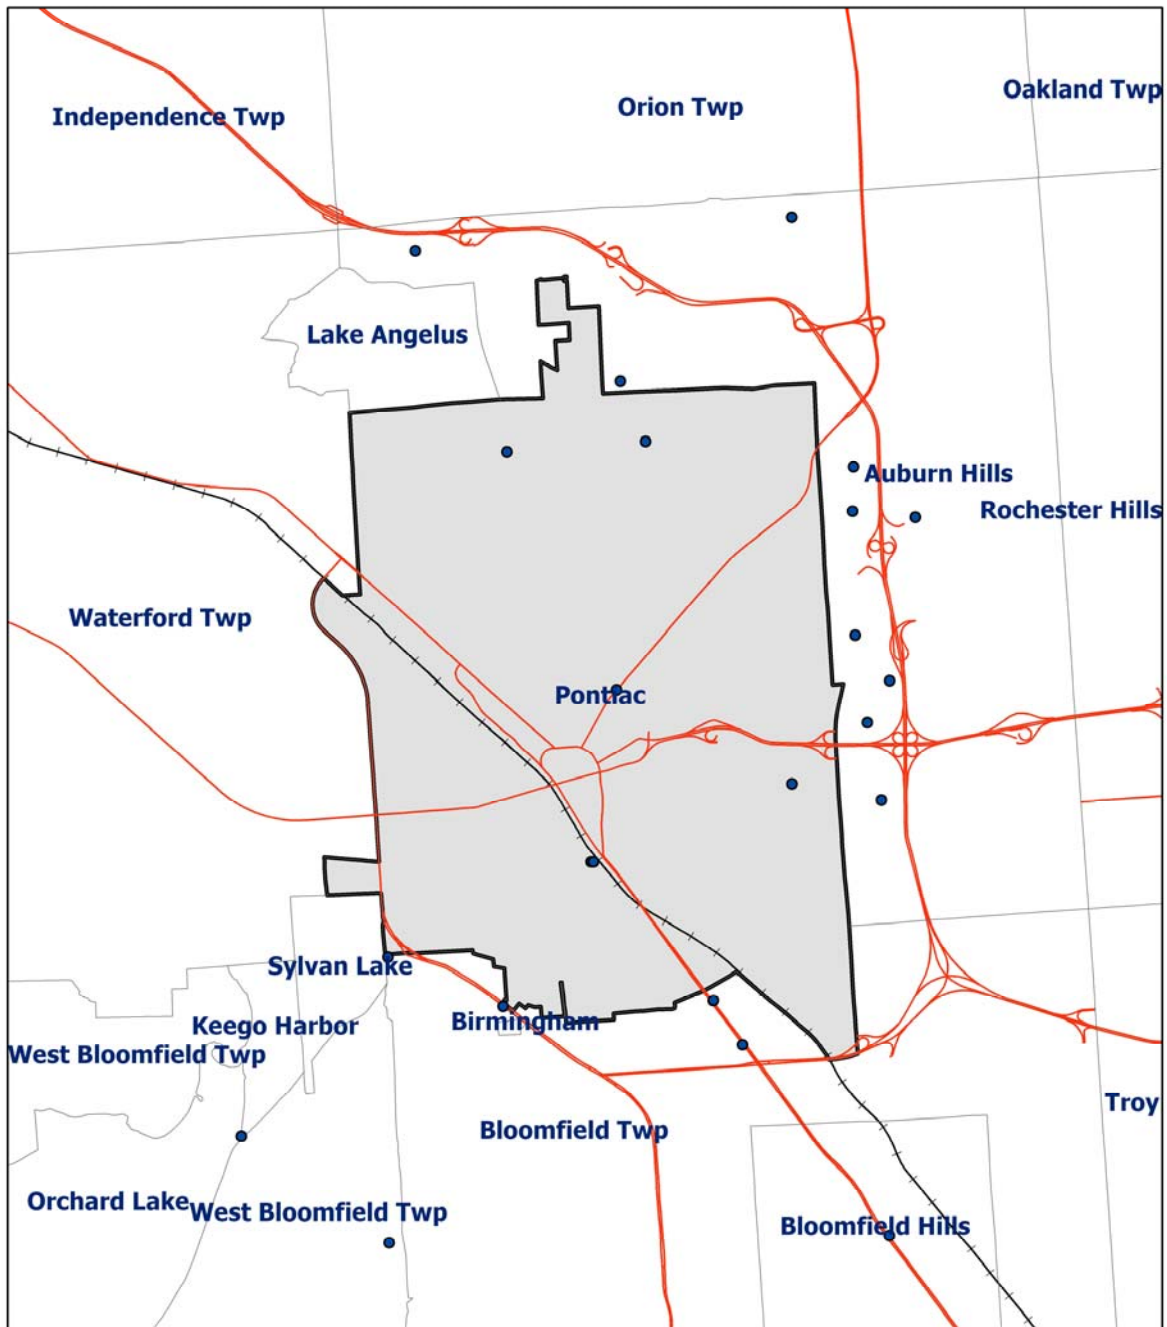 Oakland Twp
Orion Twp
Independence Twp
Lake Angelus
Auburn Hills
Rochester Hills
Waterford Twp
Pontiac
Sylvan Lake
Birmingham
Keego Harbor
West Bloomfield Twp
Troy
Bloomfield Twp
Orchard Lake
West Bloomfield Twp
Bloomfield Hills